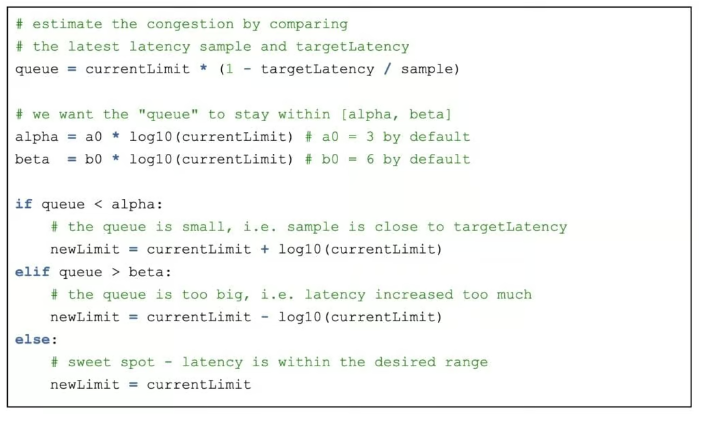 # estimate the congestion by comparing
# the latest latency sample and targetLatency
queue = currentLimit * (1 - targetLatency / sample)
# we want the "queue" to stay within [alpha, beta]
alpha = a0 * log10(currentLimit) # a0 = 3 by default
beta  = b0 * log10(currentLimit) # b0 = 6 by default
if queue < alpha:
    # the queue is small, i.e. sample is close to targetLatency
    newLimit = currentLimit + log10(currentLimit)
elif queue > beta:
    # the queue is too big, i.e. latency increased too much
    newLimit = currentLimit - log10(currentLimit)
else:
    # sweet spot - latency is within the desired range
    newLimit = currentLimit